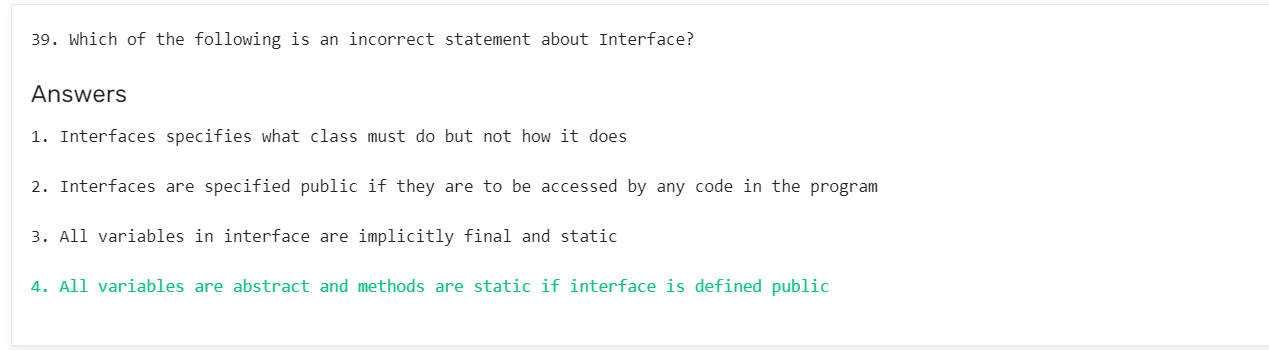 39. Which of the following is an incorrect statement about Interface?
Answers
1. Interfaces specifies what class must do but not how it does
2. Interfaces are specified public if they are to be accessed by any code in the program
3. All variables in interface are implicitly final and static
4. All variables are abstract and methods are static if interface is defined public